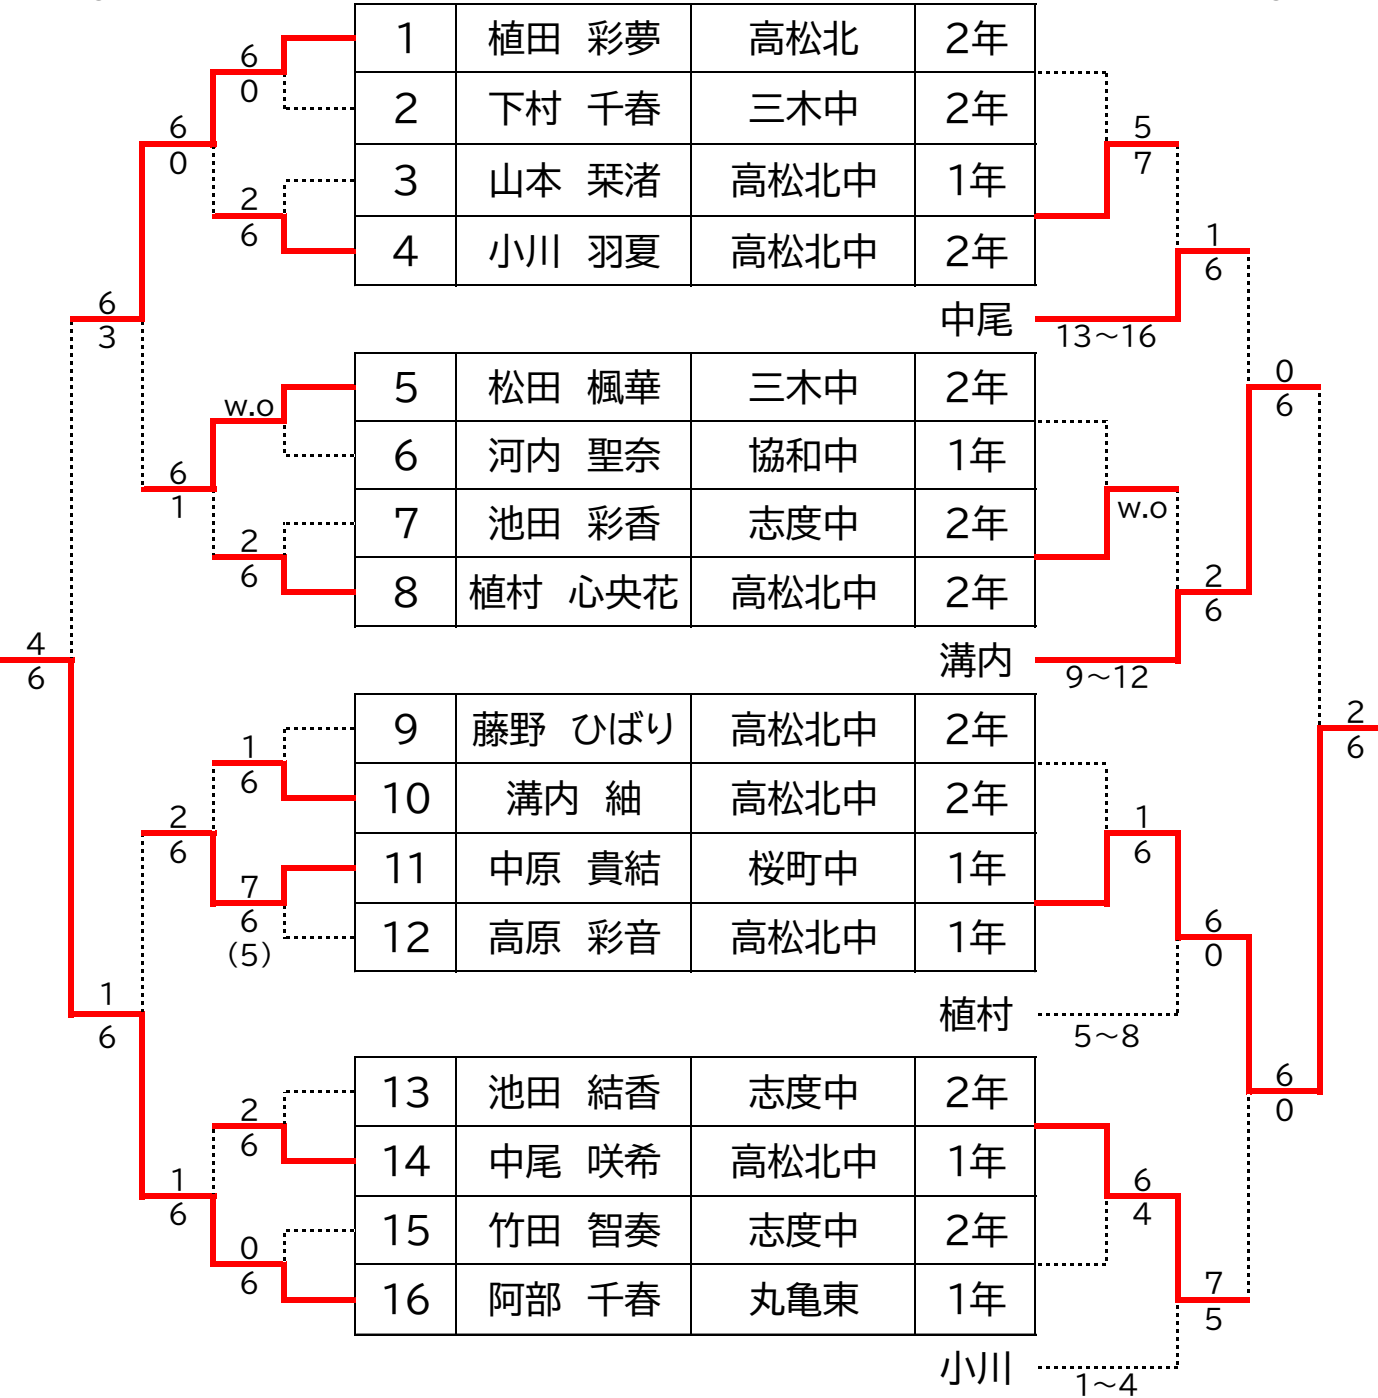 1 植田 彩夢 高松北 2年
6
0
2 下村 千春 三木中 2年
6
0
5
7
3 山本 栞渚 高松北中 1年
2
6
4 小川 羽夏 高松北中 2年
1
6
6
3
中尾
13~16
5 松田 楓華 三木中 2年
w.o
0
6
6 河内 聖奈 協和中 1年
6
1
7 池田 彩香 志度中 2年
w.o
2
6
8 植村 心央花 高松北中 2年
2
6
4
6
溝内
9~12
9 藤野 ひばり 高松北中 2年
2
6
1
6
10 溝内 紬 高松北中 2年
2
6
1
6
11 中原 貴結 桜町中 1年
7
6
(5)
12 高原 彩音 高松北中 1年
6
0
1
6
植村
5~8
13 池田 結香 志度中 2年
6
0
2
6
14 中尾 咲希 高松北中 1年
1
6
6
4
15 竹田 智奏 志度中 2年
0
6
16 阿部 千春 丸亀東 1年
7
5
小川
1~4